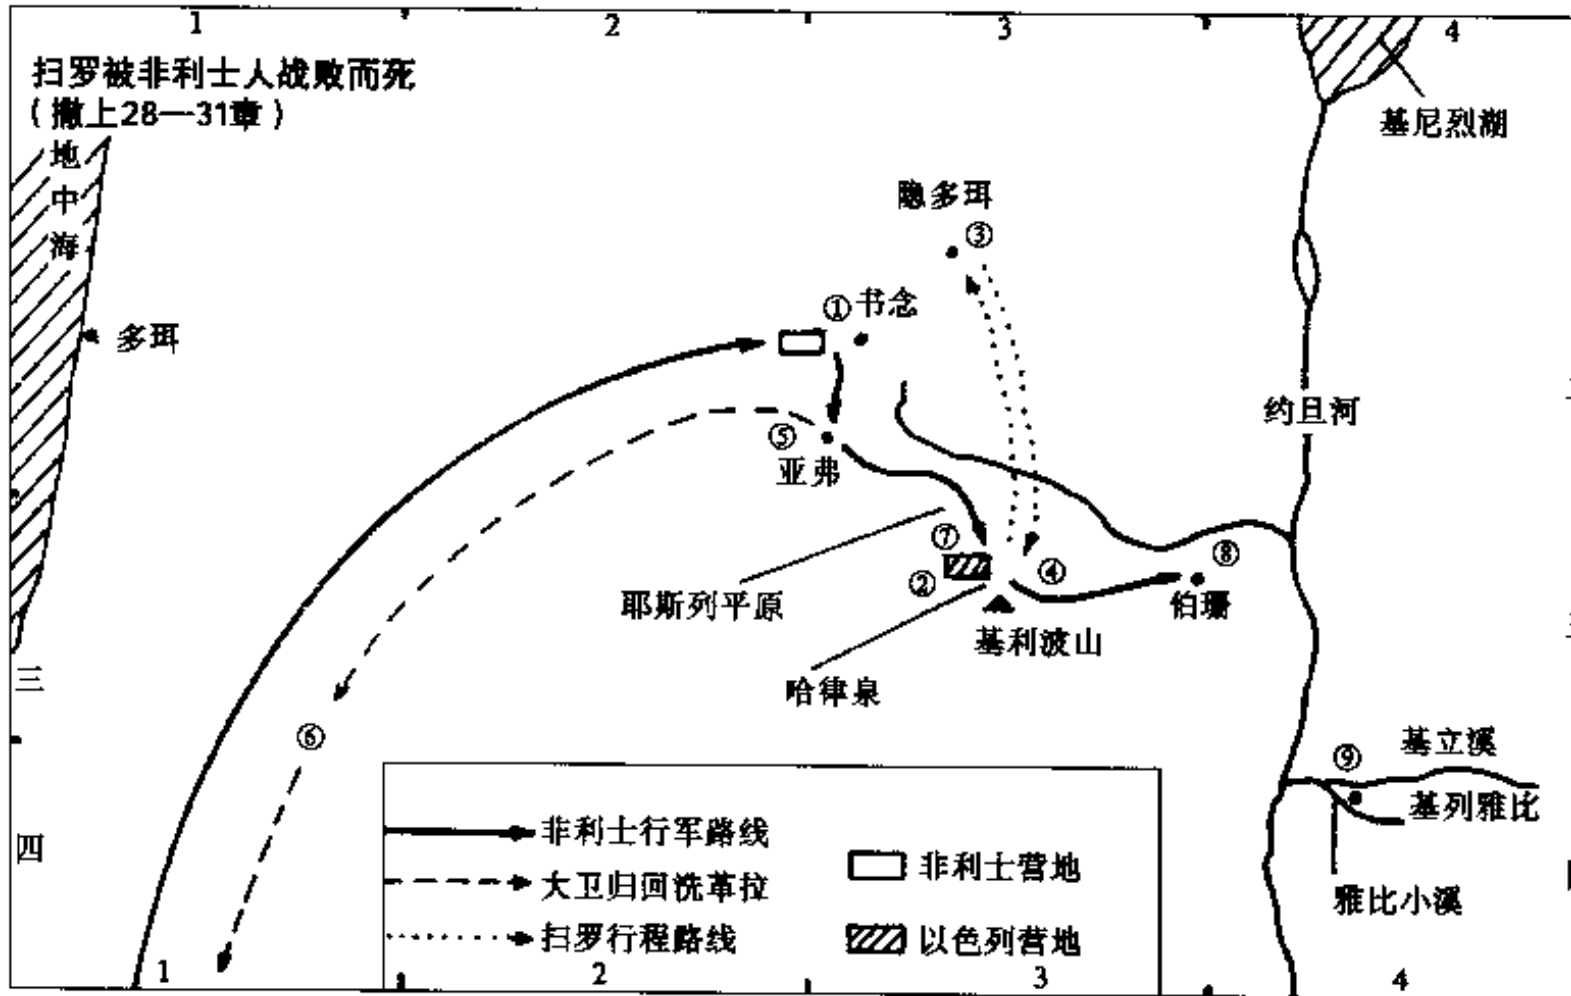 1 2 3 4
扫罗被非利士人战败而死
(撒上28—31章)
地中海
基尼烈湖
隐多珥
③
①书念
多珥
约旦河
⑤
亚弗
⑦
②
④
⑧
耶斯列平原
伯珊
基利波山
哈律泉
三
⑥
基立溪
⑨
基列雅比
四
非利士行军路线
非利士营地
大卫归回洗革拉
雅比小溪
扫罗行程路线
以色列营地
1 2 3 4